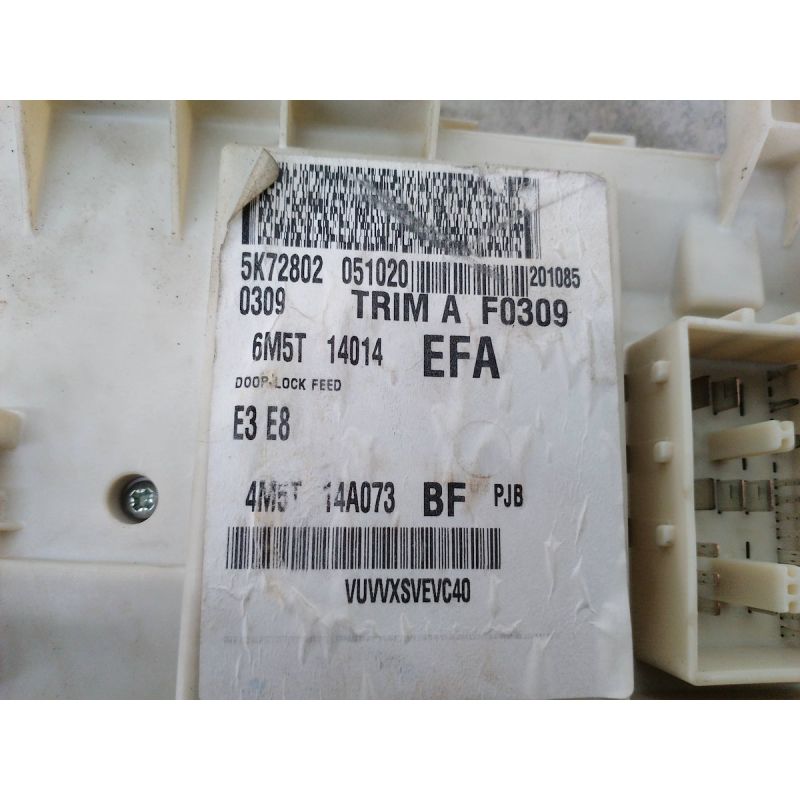 5K72802 051020 201085
0309 TRIM A F0309
6M5T 14014 EFA
DOOR LOCK FEED
E3 E8
4M5T 14A073 BF PJB
VUVVXSVEVC40